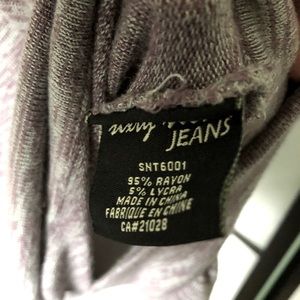 JEANS
SNT6001
95% RAYON
5% LYCRA
MADE IN CHINA
FABRIQUE EN CHINE
CA#21028